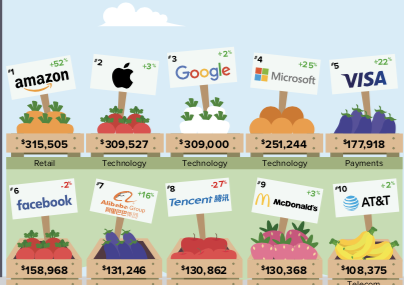 #1 +52%
amazon
$315,505
Retail
#2 +3%
$309,527
Technology
#3 +2%
Google
$309,000
Technology
#4 +25%
Microsoft
$251,244
Technology
#5 +22%
VISA
$177,918
Payments
#6 -2%
facebook
$158,968
#7 +16%
Alibaba Group
阿里巴巴集团
$131,246
#8 -27%
Tencent 腾讯
$130,862
#9 +3%
McDonald's
$130,368
#10 +2%
AT&T
$108,375
Telecom